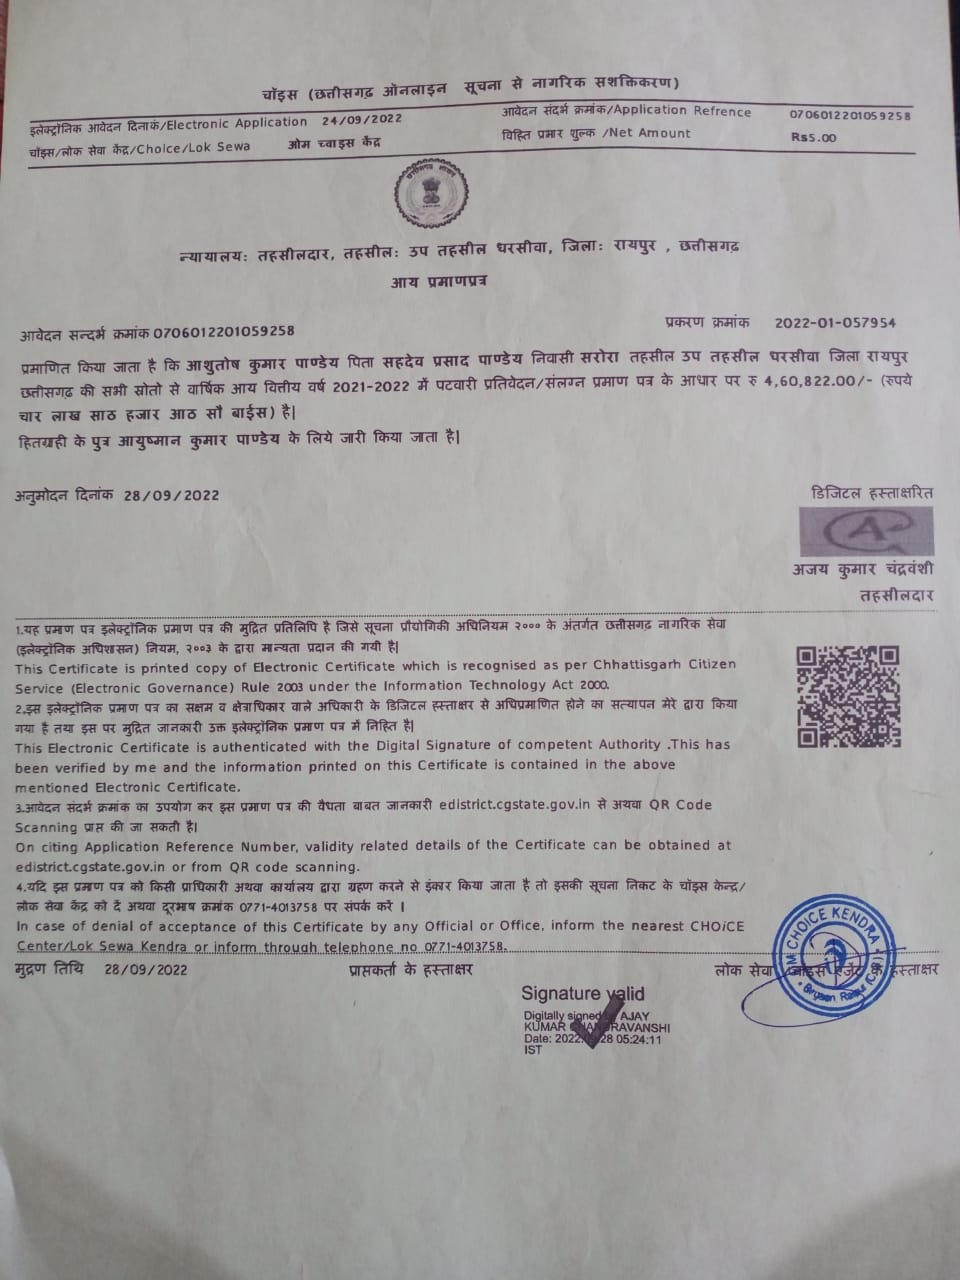 चॉइस (छत्तीसगढ़ ऑनलाइन सूचना से नागरिक सशक्तिकरण)
इलेक्ट्रॉनिक आवेदन दिनाकं/Electronic Application 24/09/2022 आवेदन संदर्भ क्रमांक/Application Refrence 0706012201059258
चॉइस/लोक सेवा केंद्र/Choice/Lok Sewa ओम च्वाइस केंद्र विहित प्रभार शुल्क /Net Amount Rs5.00
न्यायालय: तहसीलदार, तहसील: उप तहसील धरसीवा, जिला: रायपुर , छत्तीसगढ़
आय प्रमाणपत्र
आवेदन सन्दर्भ क्रमांक 0706012201059258 प्रकरण क्रमांक 2022-01-057954
प्रमाणित किया जाता है कि आशुतोष कुमार पाण्डेय पिता सहदेव प्रसाद पाण्डेय निवासी सरोरा तहसील उप तहसील धरसीवा जिला रायपुर
छत्तीसगढ़ की सभी स्रोतो से वार्षिक आय वित्तीय वर्ष 2021-2022 में पटवारी प्रतिवेदन/संलग्न प्रमाण पत्र के आधार पर रु 4,60,822.00/- (रुपये
चार लाख साठ हजार आठ सौ बाईस) है|
हितग्राही के पुत्र आयुष्मान कुमार पाण्डेय के लिये जारी किया जाता है|
अनुमोदन दिनांक 28/09/2022
डिजिटल हस्ताक्षरित
अजय कुमार चंद्रवंशी
तहसीलदार
1.यह प्रमाण पत्र इलेक्ट्रॉनिक प्रमाण पत्र की मुद्रित प्रतिलिपि है जिसे सूचना प्रौयोगिकी अधिनियम २००० के अंतर्गत छत्तीसगढ़ नागरिक सेवा
(इलेक्ट्रॉनिक अधिशासन) नियम, २००३ के द्वारा मान्यता प्रदान की गयी है|
This Certificate is printed copy of Electronic Certificate which is recognised as per Chhattisgarh Citizen
Service (Electronic Governance) Rule 2003 under the Information Technology Act 2000.
2.इस इलेक्ट्रॉनिक प्रमाण पत्र का सक्षम व क्षेत्राधिकार वाले अधिकारी के डिजिटल हस्ताक्षर से अधिप्रमाणित होने का सत्यापन मेरे द्वारा किया
गया है तथा इस पर मुद्रित जानकारी उक्त इलेक्ट्रॉनिक प्रमाण पत्र में निहित है|
This Electronic Certificate is authenticated with the Digital Signature of competent Authority .This has
been verified by me and the information printed on this Certificate is contained in the above
mentioned Electronic Certificate.
3.आवेदन संदर्भ क्रमांक का उपयोग कर इस प्रमाण पत्र की वैधता बाबत जानकारी edistrict.cgstate.gov.in से अथवा QR Code
Scanning प्राप्त की जा सकती है|
On citing Application Reference Number, validity related details of the Certificate can be obtained at
edistrict.cgstate.gov.in or from QR code scanning.
4.यदि इस प्रमाण पत्र को किसी प्राधिकारी अथवा कार्यालय द्वारा ग्रहण करने से इंकार किया जाता है तो इसकी सूचना निकट के चॉइस केन्द्र/
लोक सेवा केंद्र को दें अथवा दूरभाष क्रमांक 0771-4013758 पर संपर्क करें |
In case of denial of acceptance of this Certificate by any Official or Office, inform the nearest CHOiCE
Center/Lok Sewa Kendra or inform through telephone no 0771-4013758.
मुद्रण तिथि 28/09/2022 प्राप्तकर्ता के हस्ताक्षर लोक सेवा चॉइस एजेंट के हस्ताक्षर
CHOICE KENDRA
Signature valid
Digitally signed by AJAY
KUMAR CHANDRAVANSHI
Date: 2022.09.28 05:24:11
IST